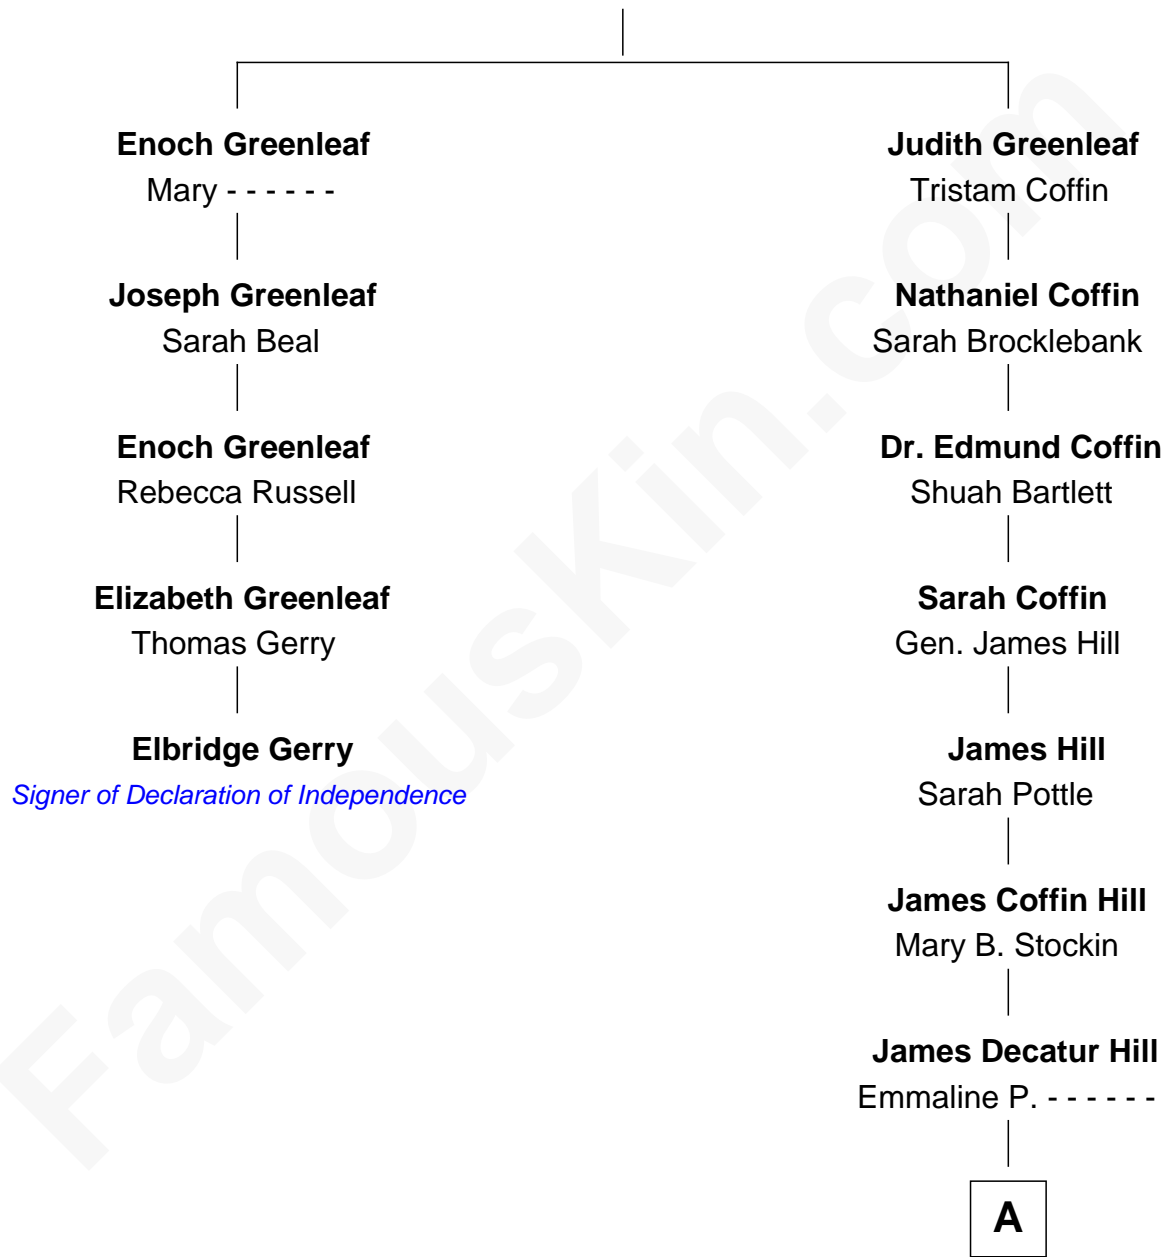 Enoch Greenleaf
Mary - - - - - -
Joseph Greenleaf
Sarah Beal
Enoch Greenleaf
Rebecca Russell
Elizabeth Greenleaf
Thomas Gerry
Elbridge Gerry
Signer of Declaration of Independence
Judith Greenleaf
Tristam Coffin
Nathaniel Coffin
Sarah Brocklebank
Dr. Edmund Coffin
Shuah Bartlett
Sarah Coffin
Gen. James Hill
James Hill
Sarah Pottle
James Coffin Hill
Mary B. Stockin
James Decatur Hill
Emmaline P. - - - - - -
A
FamousKin.com